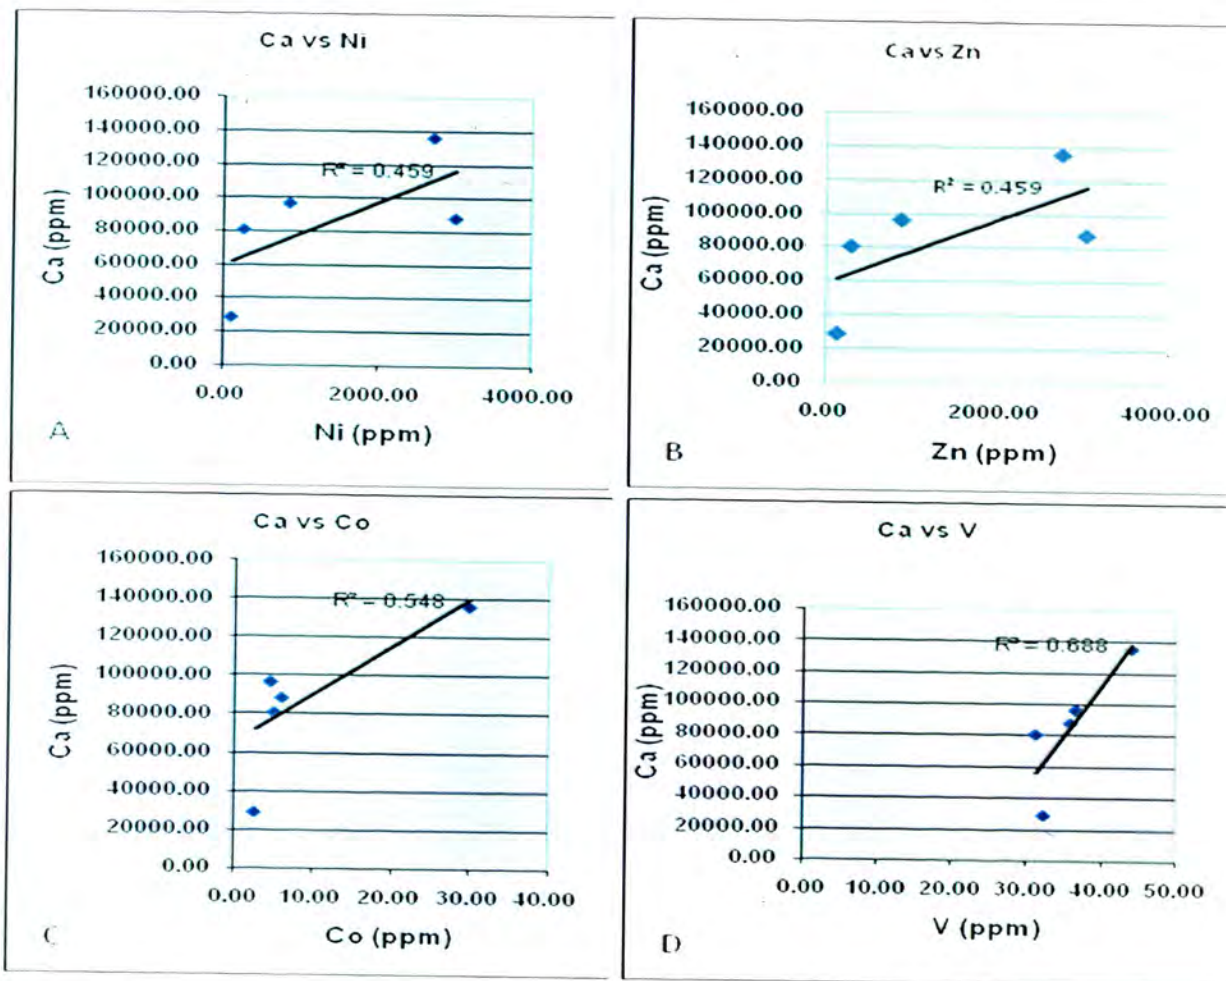 Ca vs Ni
160000.00
140000.00
120000.00
100000.00
80000.00
60000.00
40000.00
20000.00
0.00
R² = 0.459
Ca (ppm)
0.00 2000.00 4000.00
Ni (ppm)
A
Ca vs Zn
160000.00
140000.00
120000.00
100000.00
80000.00
60000.00
40000.00
20000.00
0.00
R² = 0.459
Ca (ppm)
0.00 2000.00 4000.00
Zn (ppm)
B
Ca vs Co
160000.00
140000.00
120000.00
100000.00
80000.00
60000.00
40000.00
20000.00
0.00
R² = 0.548
Ca (ppm)
0.00 10.00 20.00 30.00 40.00
Co (ppm)
C
Ca vs V
160000.00
140000.00
120000.00
100000.00
80000.00
60000.00
40000.00
20000.00
0.00
R² = 0.688
Ca (ppm)
0.00 10.00 20.00 30.00 40.00 50.00
V (ppm)
D